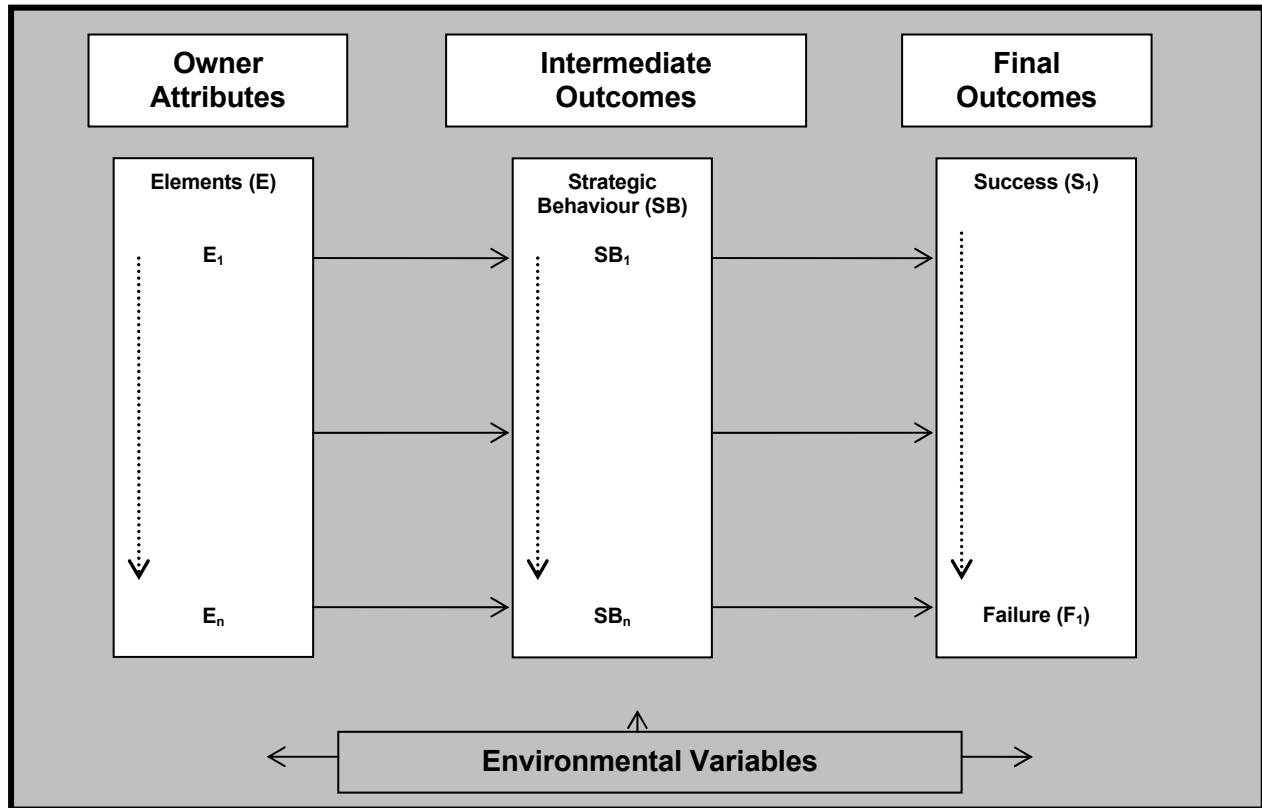 Owner
Attributes
Intermediate
Outcomes
Final
Outcomes
Elements (E)
E₁
Eₙ
Strategic
Behaviour (SB)
SB₁
SBₙ
Success (S₁)
Failure (F₁)
Environmental Variables